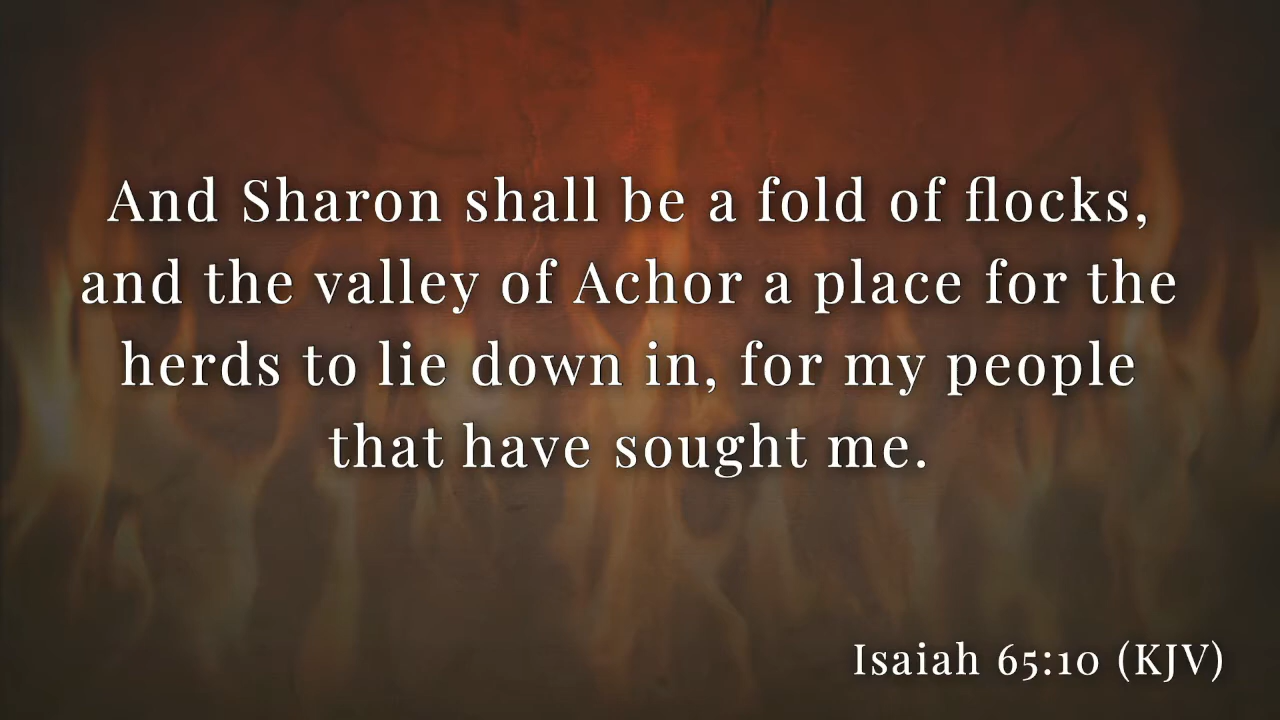 And Sharon shall be a fold of flocks,
and the valley of Achor a place for the
herds to lie down in, for my people
that have sought me.
Isaiah 65:10 (KJV)